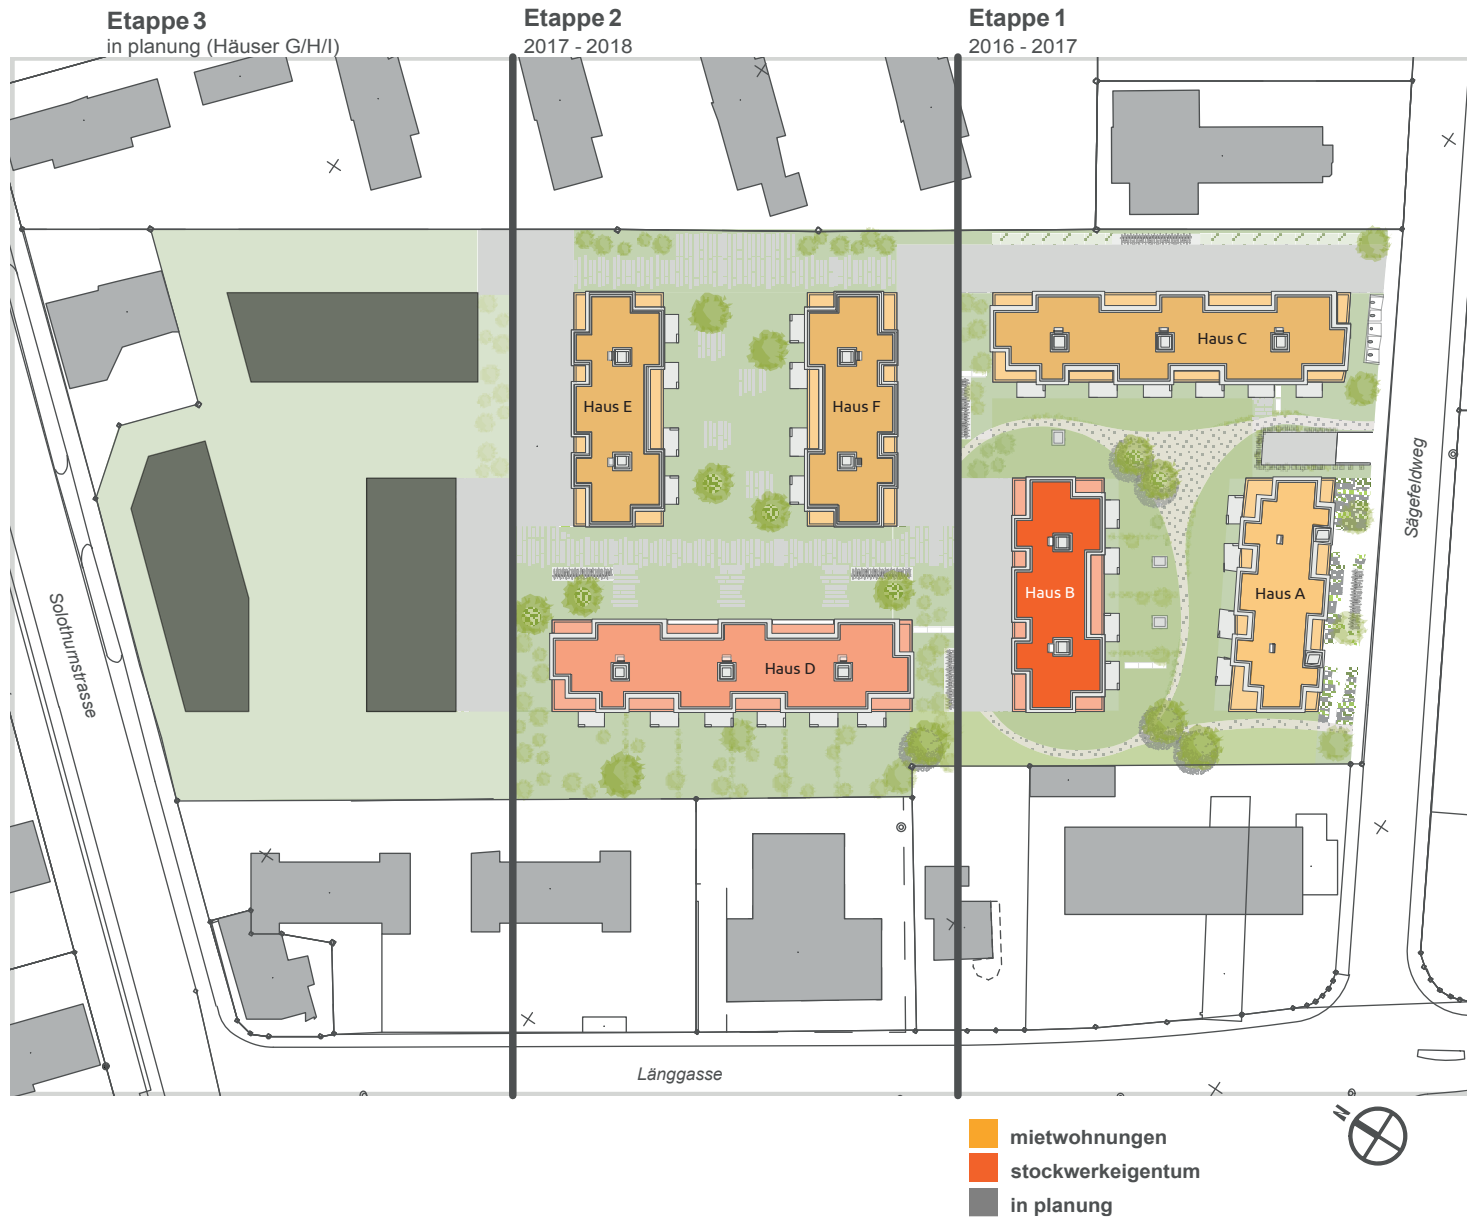 Etappe 3
in planung (Häuser G/H/I)
Etappe 2
2017 - 2018
Etappe 1
2016 - 2017
Haus C
Haus E
Haus F
Sägefeldweg
Haus B
Haus A
Solothurnstrasse
Haus D
Länggasse
N
mietwohnungen
stockwerkeigentum
in planung